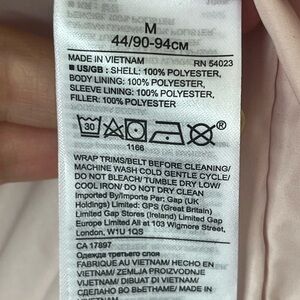 M
44/90-94см
MADE IN VIETNAM RN 54023
■ US/GB : SHELL: 100% POLYESTER,
BODY LINING: 100% POLYESTER,
SLEEVE LINING: 100% POLYESTER,
FILLER: 100% POLYESTER
30
1166
WRAP TRIMS/BELT BEFORE CLEANING/
MACHINE WASH COLD GENTLE CYCLE/
DO NOT BLEACH/ TUMBLE DRY LOW/
COOL IRON/ DO NOT DRY CLEAN
Imported By/Importe Par: Gap (UK
Holdings) Limited: GPS (Great Britain)
Limited Gap Stores (Ireland) Limited Gap
Europe Limited All at 103 Wardour Street,
London, W1U 1QS
CA 17897
Одежда третьего слоя
FABRIQUE AU VIETNAM/ HECHO EN
VIETNAM/ ZEMLJA PROIZVODNJE
VIJETNAM/ DIBUAT DI VIETNAM/
СДЕЛАНО ВО ВЬЕТНАМЕ/ MADE IN